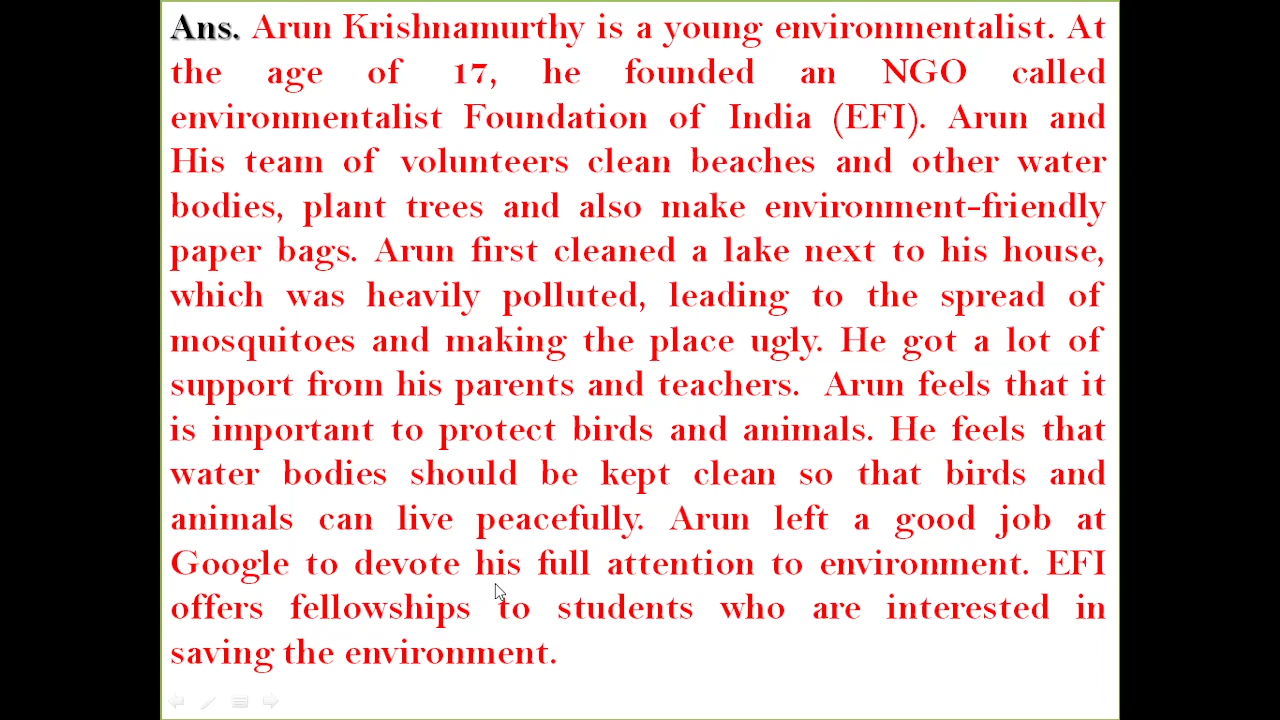 Ans. Arun Krishnamurthy is a young environmentalist. At
the age of 17, he founded an NGO called
environmentalist Foundation of India (EFI). Arun and
His team of volunteers clean beaches and other water
bodies, plant trees and also make environment-friendly
paper bags. Arun first cleaned a lake next to his house,
which was heavily polluted, leading to the spread of
mosquitoes and making the place ugly. He got a lot of
support from his parents and teachers. Arun feels that it
is important to protect birds and animals. He feels that
water bodies should be kept clean so that birds and
animals can live peacefully. Arun left a good job at
Google to devote his full attention to environment. EFI
offers fellowships to students who are interested in
saving the environment.